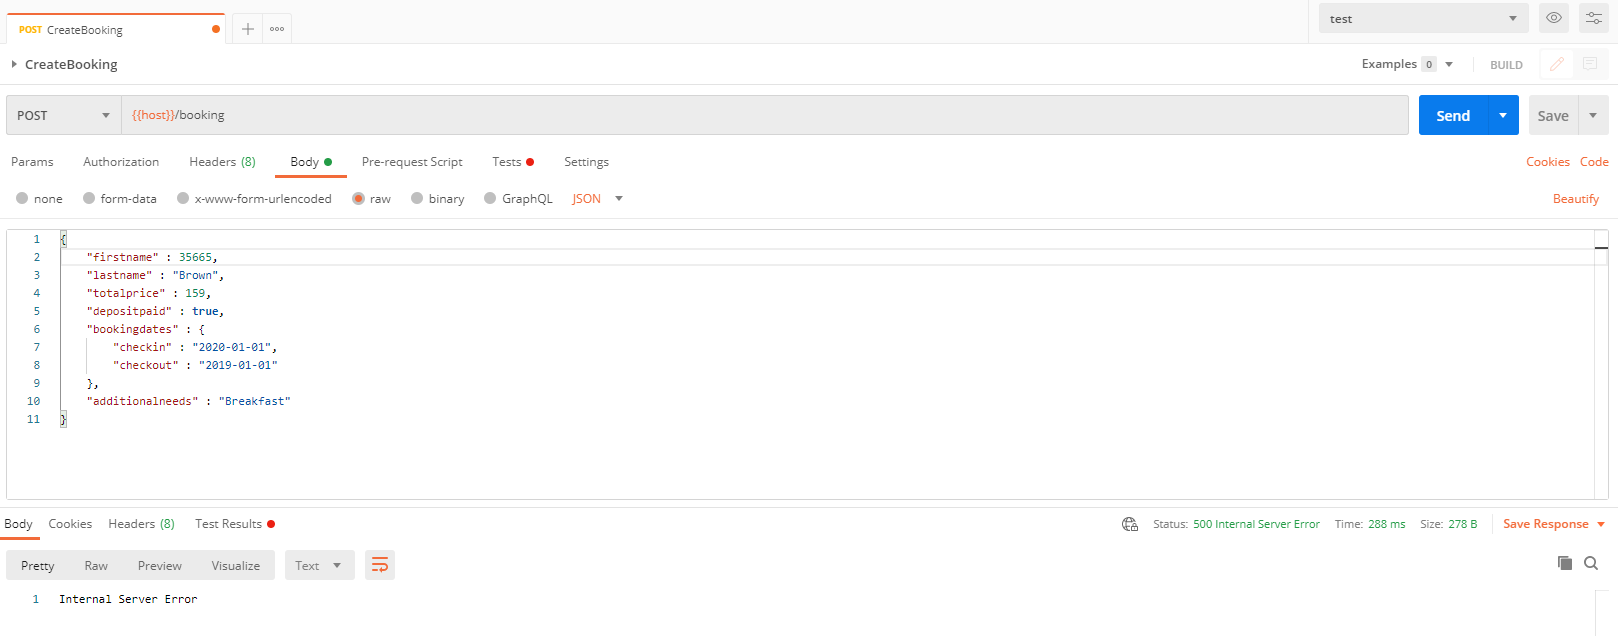 POST CreateBooking
test
CreateBooking
Examples 0 BUILD
POST {{host}}/booking Send Save
Params Authorization Headers (8) Body Pre-request Script Tests Settings Cookies Code
none form-data x-www-form-urlencoded raw binary GraphQL JSON Beautify
1 {
2 "firstname" : 35665,
3 "lastname" : "Brown",
4 "totalprice" : 159,
5 "depositpaid" : true,
6 "bookingdates" : {
7 "checkin" : "2020-01-01",
8 "checkout" : "2019-01-01"
9 },
10 "additionalneeds" : "Breakfast"
11 }
Body Cookies Headers (8) Test Results Status: 500 Internal Server Error Time: 288 ms Size: 278 B Save Response
Pretty Raw Preview Visualize Text
1 Internal Server Error